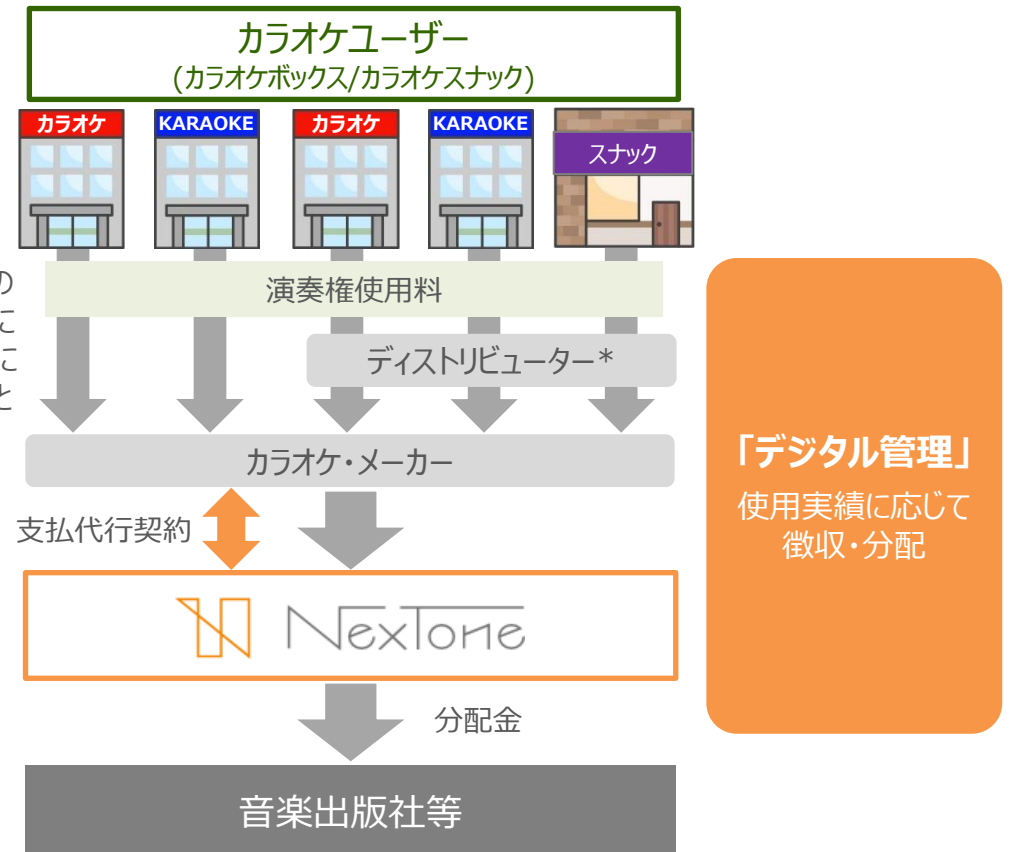 カラオケユーザー
(カラオケボックス/カラオケスナック)
カラオケ
KARAOKE
カラオケ
KARAOKE
スナック
の
に
に
と
演奏権使用料
ディストリビューター*
カラオケ・メーカー
支払代行契約
NexTone
分配金
音楽出版社等
「デジタル管理」
使用実績に応じて
徴収・分配